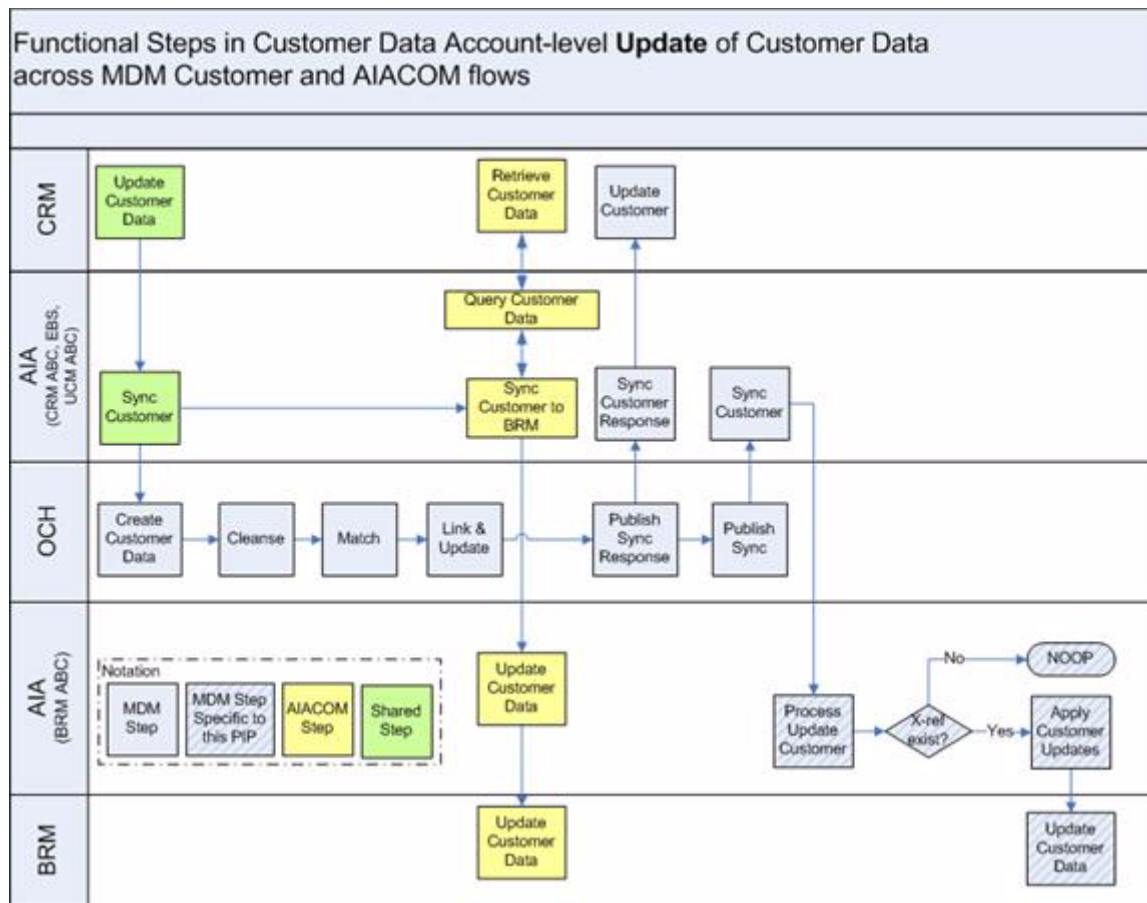 Functional Steps in Customer Data Account-level Update of Customer Data
across MDM Customer and AIACOM flows
CRM
Update
Customer
Data
Retrieve
Customer
Data
Update
Customer
AIA
(CRM ABC, EBS,
UCM ABC)
Query Customer
Data
Sync
Customer
Sync
Customer to
BRM
Sync
Customer
Response
Sync
Customer
OCH
Create
Customer
Data
Cleanse
Match
Link &
Update
Publish
Sync
Response
Publish
Sync
AIA
(BRM ABC)
Notation
MDM
Step
MDM Step
Specific to
this PIP
AIACOM
Step
Shared
Step
Update
Customer
Data
Process
Update
Customer
X-ref
exist?
No
NOOP
Yes
Apply
Customer
Updates
BRM
Update
Customer
Data
Update
Customer
Data